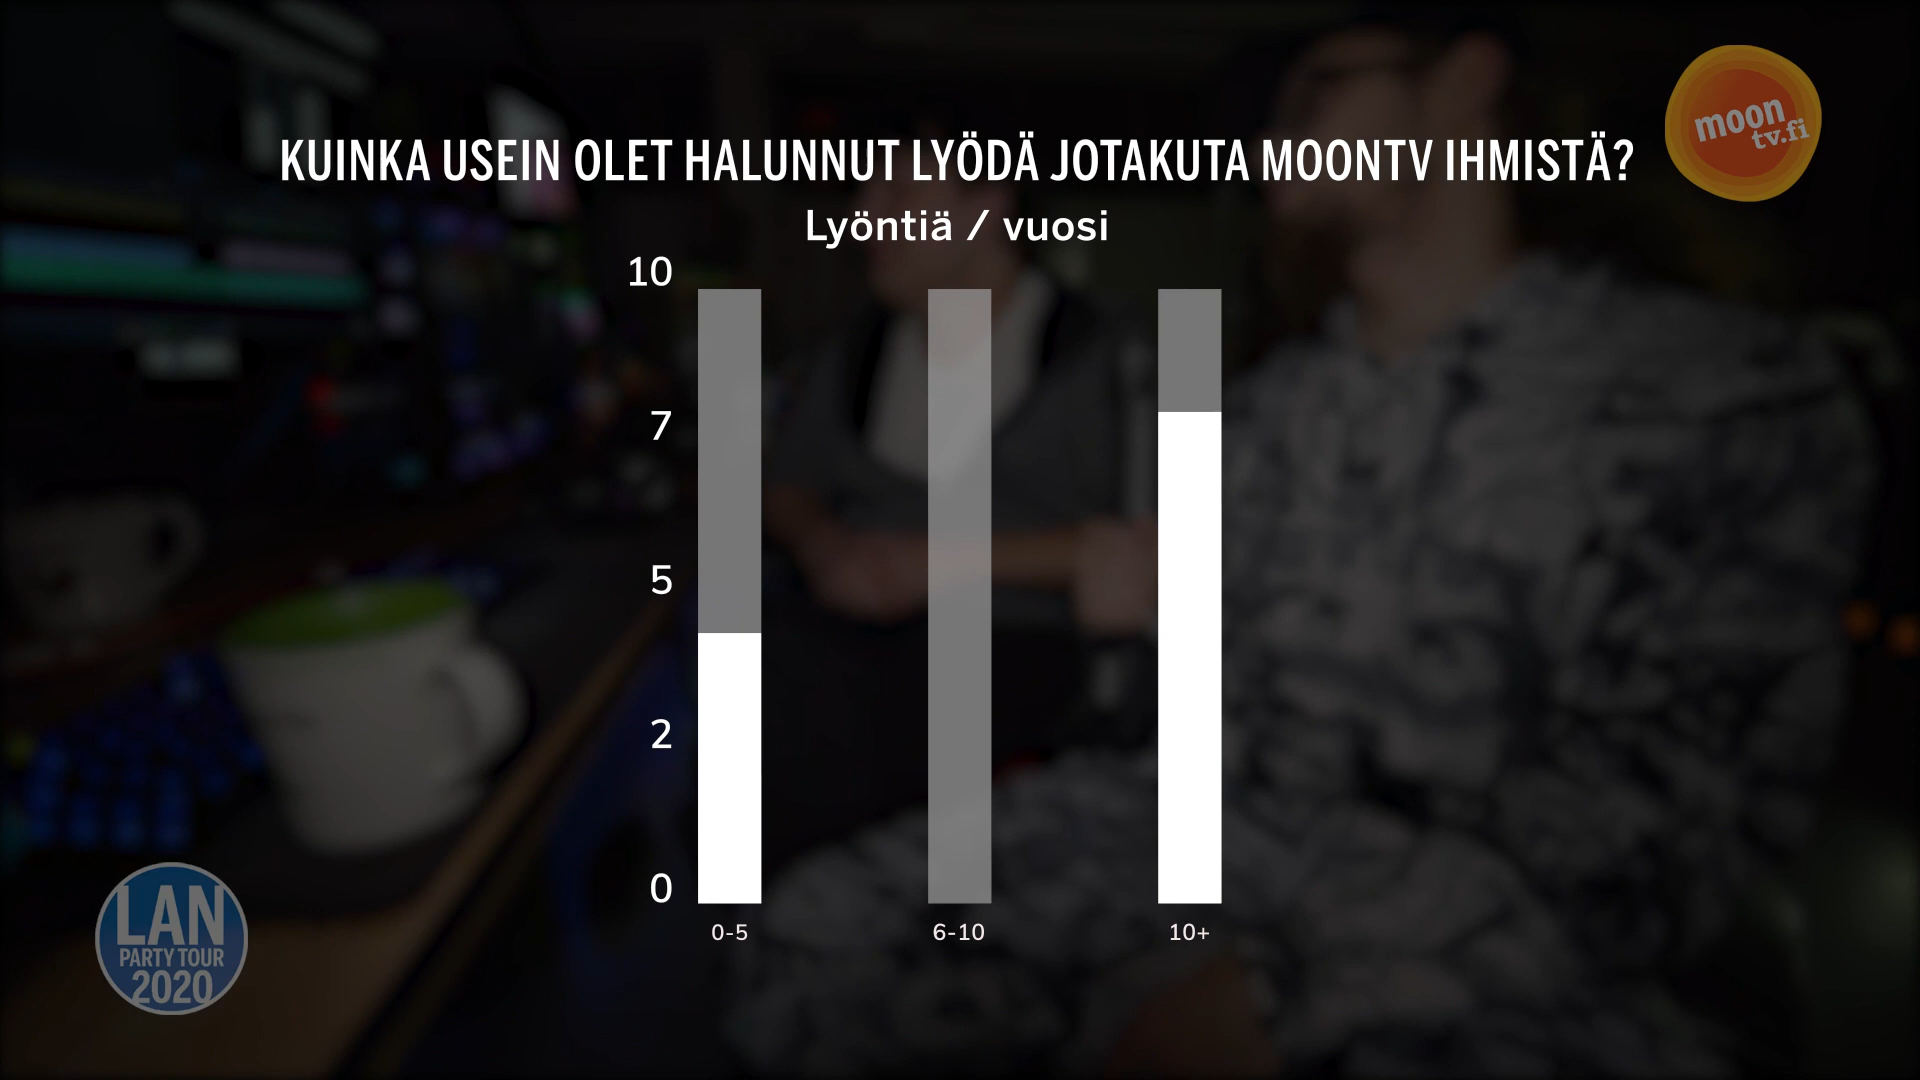 moon
tv.fi
KUINKA USEIN OLET HALUNNUT LYÖDÄ JOTAKUTA MOONTV IHMISTÄ?
Lyöntiä / vuosi
10
7
5
2
0
0-5
6-10
10+
LAN
PARTY TOUR
2020